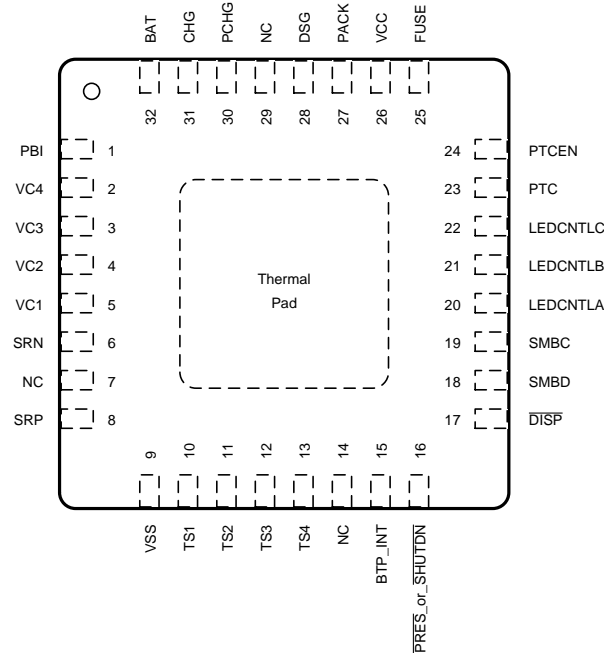 BAT
CHG
PCHG
NC
DSG
PACK
VCC
FUSE
32
31
30
29
28
27
26
25
PBI 1
VC4 2
VC3 3
VC2 4
VC1 5
SRN 6
NC 7
SRP 8
Thermal
Pad
24 PTCEN
23 PTC
22 LEDCNTLC
21 LEDCNTLB
20 LEDCNTLA
19 SMBC
18 SMBD
17 DISP
9
10
11
12
13
14
15
16
VSS
TS1
TS2
TS3
TS4
NC
BTP_INT
PRES_or_SHUTDN